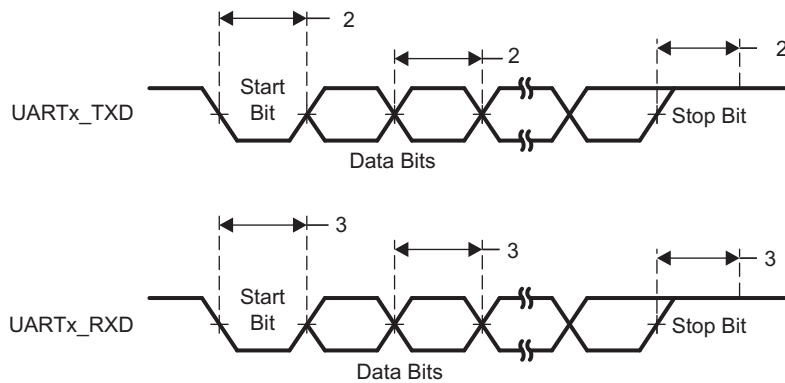 2
2
2
Start
Bit
UARTx_TXD
Stop Bit
Data Bits
3
3
3
Start
Bit
UARTx_RXD
Stop Bit
Data Bits